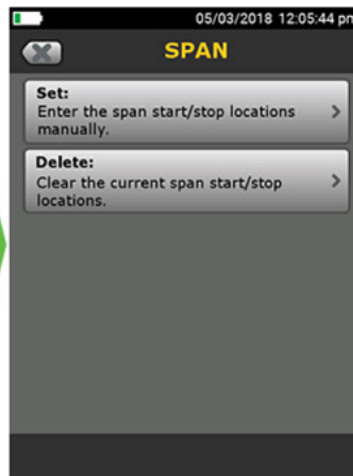 05/03/2018 12:05:44 pm
SPAN
Set:
Enter the span start/stop locations
manually.
Delete:
Clear the current span start/stop
locations.